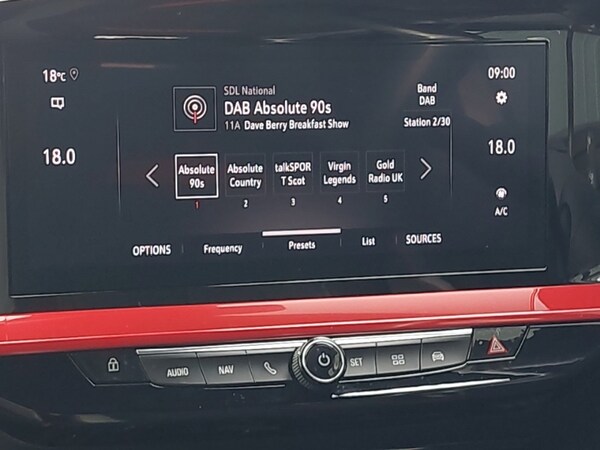 18°C
09:00
SDL National
DAB Absolute 90s
11A Dave Berry Breakfast Show
Band
DAB
Station 2/30
18.0
18.0
Absolute
90s
1
Absolute
Country
2
talkSPOR
T Scot
3
Virgin
Legends
4
Gold
Radio UK
5
A/C
OPTIONS
Frequency
Presets
List
SOURCES
AUDIO
NAV
SET